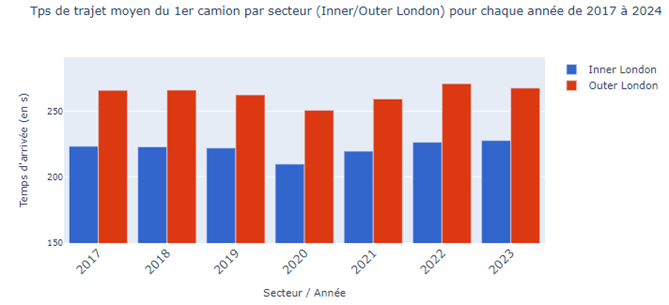 Tps de trajet moyen du 1er camion par secteur (Inner/Outer London) pour chaque année de 2017 à 2024
Inner London
Outer London
Temps d'arrivée (en s)
250
200
150
2017
2018
2019
2020
2021
2022
2023
Secteur / Année